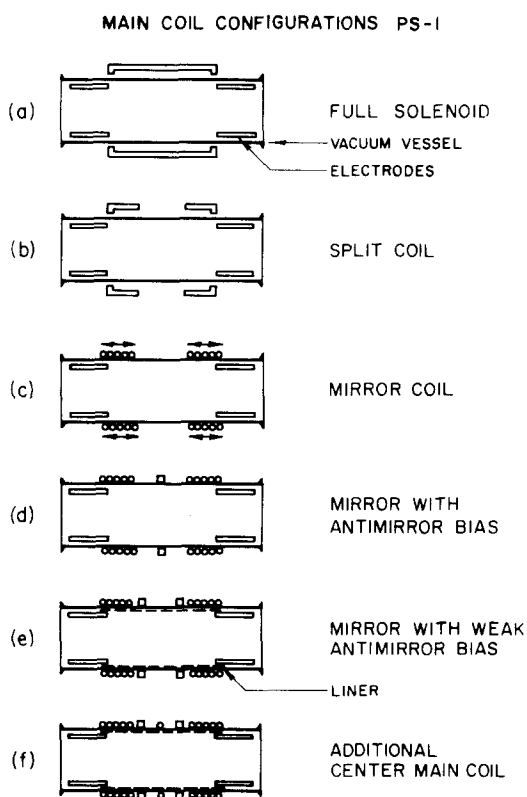 MAIN COIL CONFIGURATIONS PS-1
(a)
FULL SOLENOID
VACUUM VESSEL
ELECTRODES
(b)
SPLIT COIL
(c)
MIRROR COIL
(d)
MIRROR WITH
ANTIMIRROR BIAS
(e)
MIRROR WITH WEAK
ANTIMIRROR BIAS
LINER
(f)
ADDITIONAL
CENTER MAIN COIL